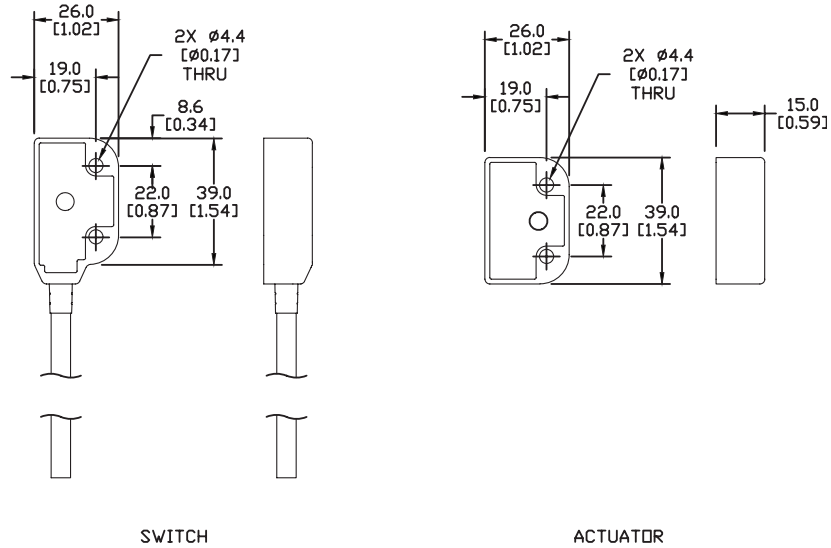 26.0
[1.02]
2X Ø4.4
[Ø0.17]
THRU
19.0
[0.75]
8.6
[0.34]
22.0
[0.87]
39.0
[1.54]
26.0
[1.02]
2X Ø4.4
[Ø0.17]
THRU
19.0
[0.75]
15.0
[0.59]
22.0
[0.87]
39.0
[1.54]
SWITCH
ACTUATOR